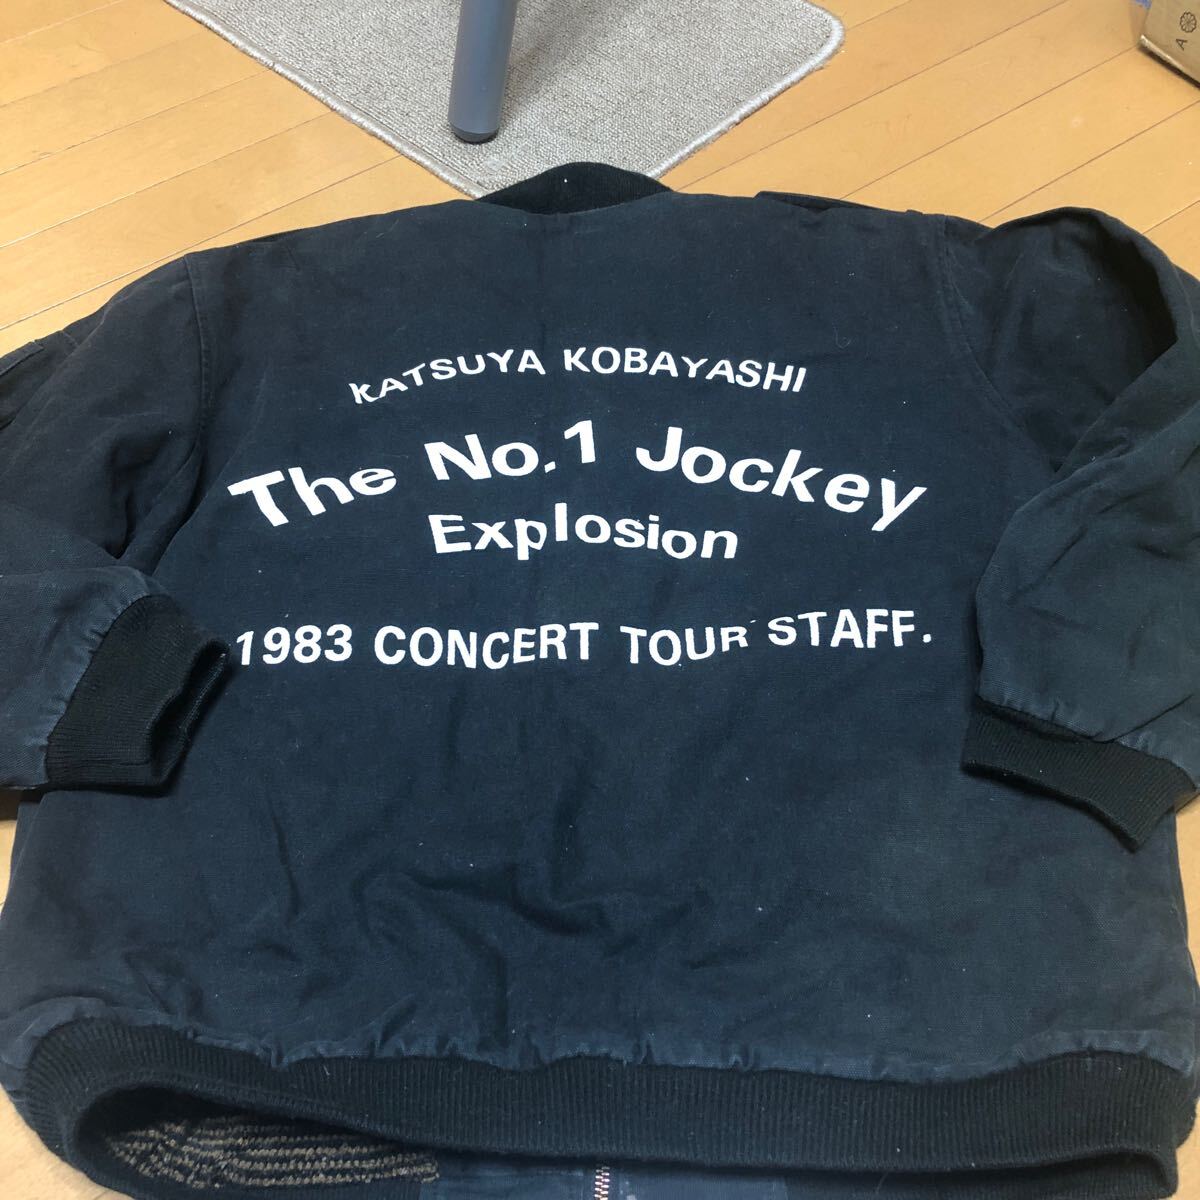 KATSUYA KOBAYASHI
The No.1 Jockey
Explosion
1983 CONCERT TOUR STAFF.
A